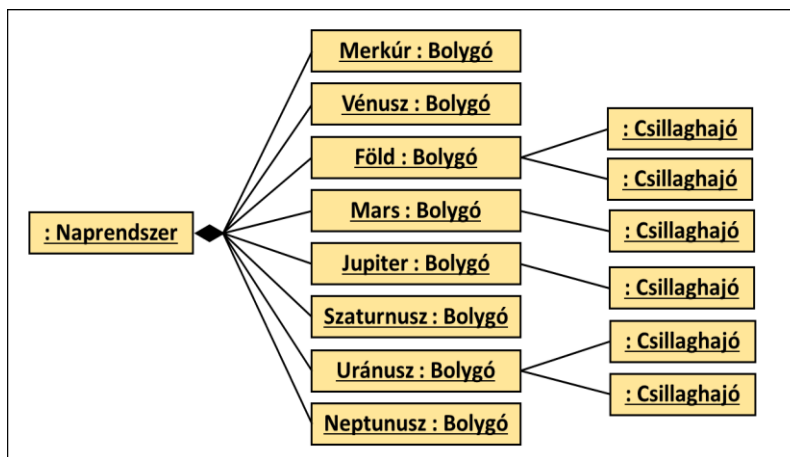 : Naprendszer
Merkúr : Bolygó
Vénusz : Bolygó
Föld : Bolygó
Mars : Bolygó
Jupiter : Bolygó
Szaturnusz : Bolygó
Uránusz : Bolygó
Neptunusz : Bolygó
: Csillaghajó
: Csillaghajó
: Csillaghajó
: Csillaghajó
: Csillaghajó
: Csillaghajó